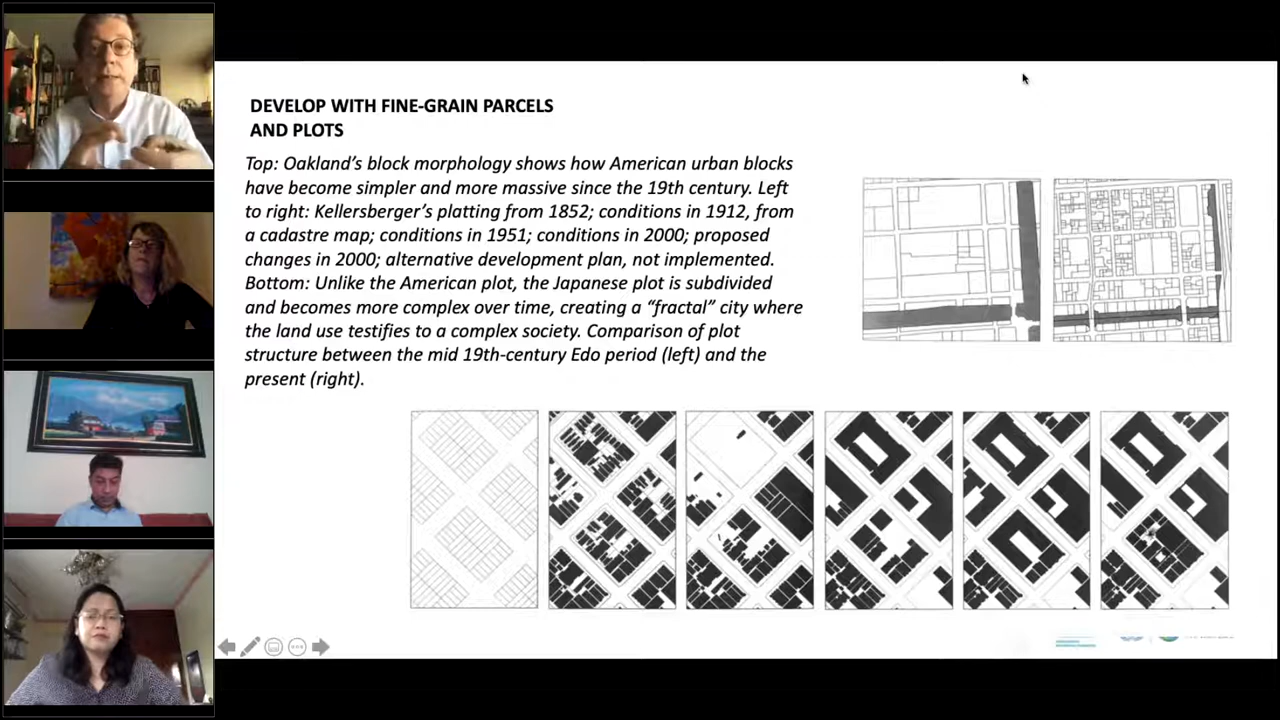 DEVELOP WITH FINE-GRAIN PARCELS
AND PLOTS
Top: Oakland’s block morphology shows how American urban blocks
have become simpler and more massive since the 19th century. Left
to right: Kellersberger’s platting from 1852; conditions in 1912, from
a cadastre map; conditions in 1951; conditions in 2000; proposed
changes in 2000; alternative development plan, not implemented.
Bottom: Unlike the American plot, the Japanese plot is subdivided
and becomes more complex over time, creating a “fractal” city where
the land use testifies to a complex society. Comparison of plot
structure between the mid 19th-century Edo period (left) and the
present (right).